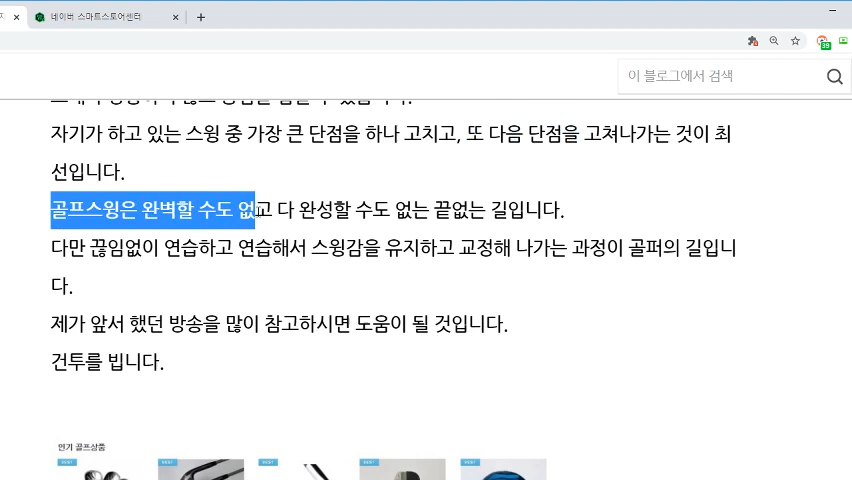 네이버 스마트스토어센터
39
이 블로그에서 검색
자기가 하고 있는 스윙 중 가장 큰 단점을 하나 고치고, 또 다음 단점을 고쳐나가는 것이 최
선입니다.
골프스윙은 완벽할 수도 없고 다 완성할 수도 없는 끝없는 길입니다.
다만 끊임없이 연습하고 연습해서 스윙감을 유지하고 교정해 나가는 과정이 골퍼의 길입니
다.
제가 앞서 했던 방송을 많이 참고하시면 도움이 될 것입니다.
건투를 빕니다.
인기 골프상품
BEST
BEST
BEST
BEST
BEST